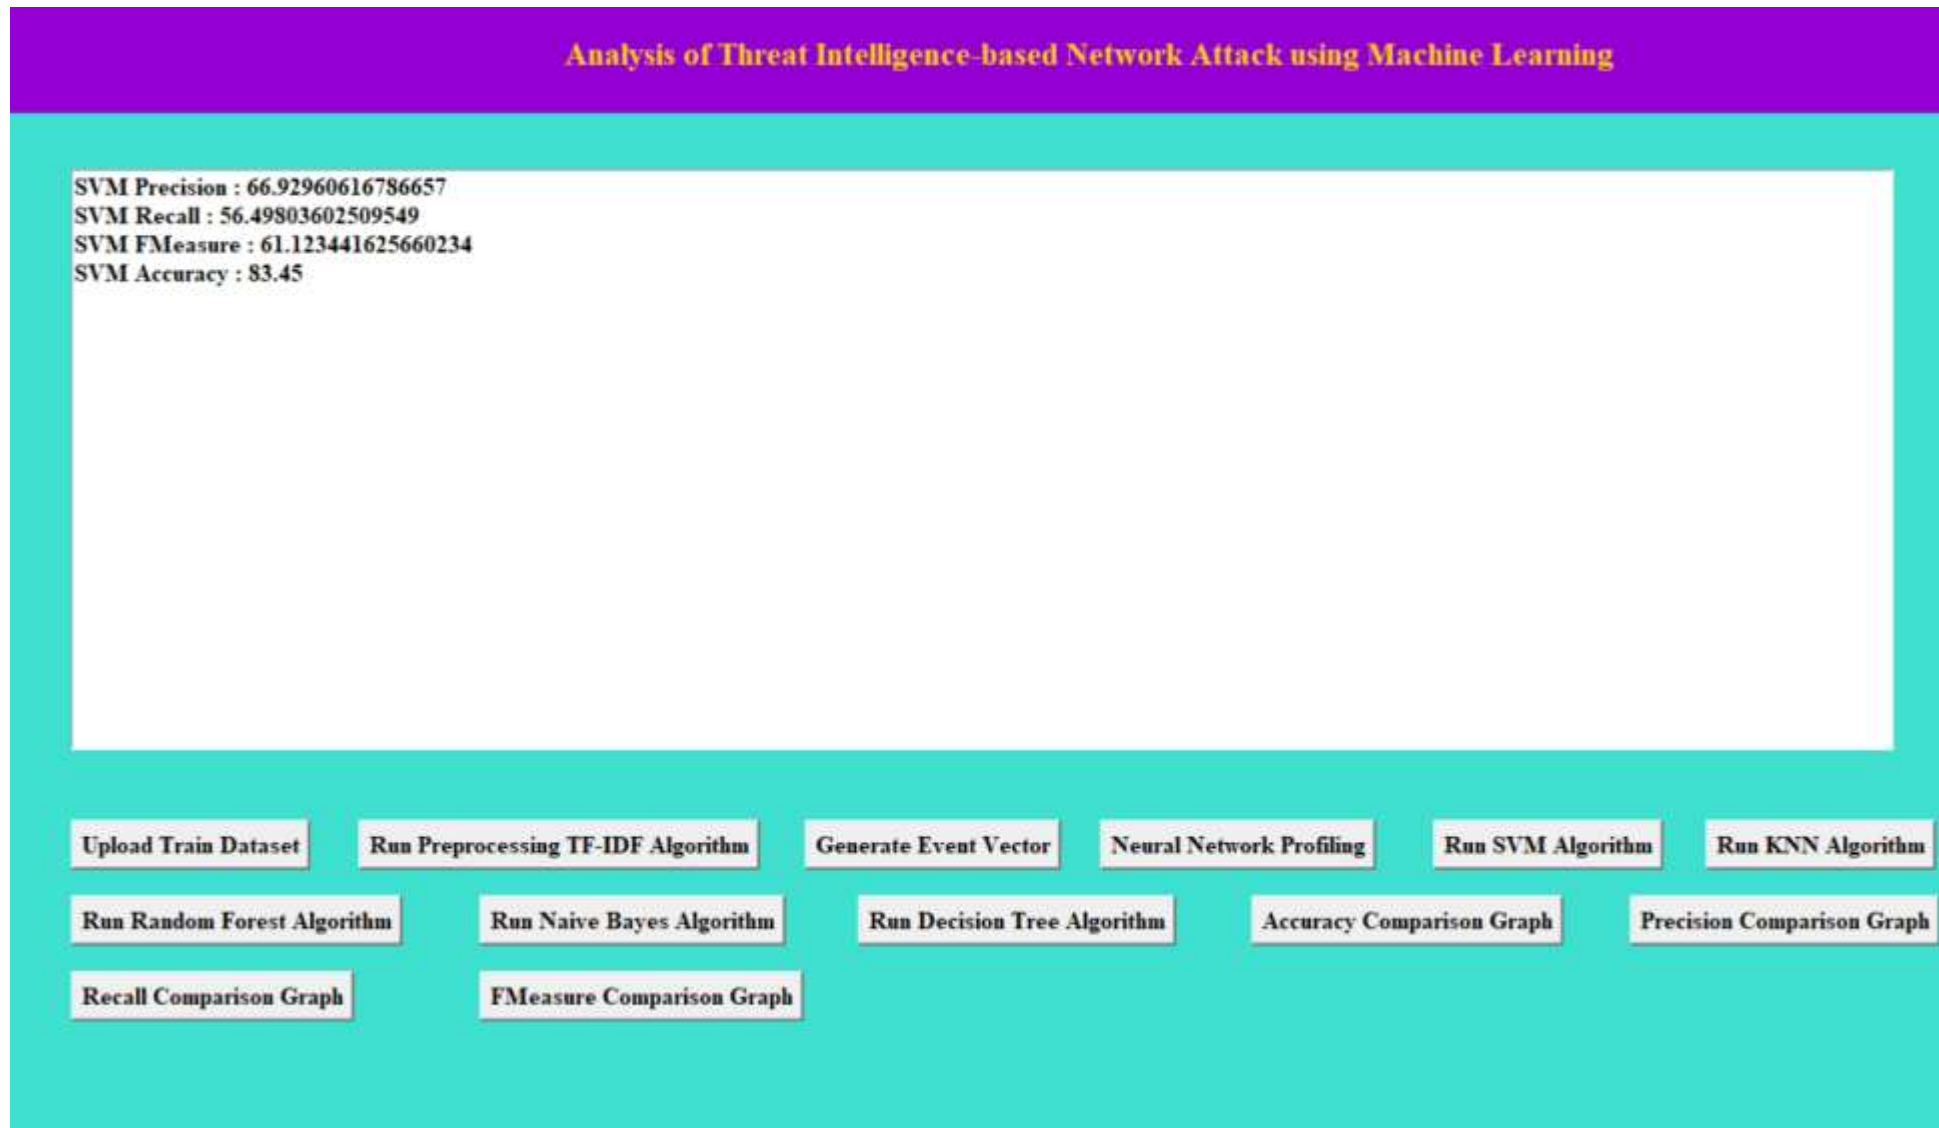 Analysis of Threat Intelligence-based Network Attack using Machine Learning
SVM Precision : 66.92960616786657
SVM Recall : 56.49803602509549
SVM FMeasure : 61.123441625660234
SVM Accuracy : 83.45
Upload Train Dataset
Run Preprocessing TF-IDF Algorithm
Generate Event Vector
Neural Network Profiling
Run SVM Algorithm
Run KNN Algorithm
Run Random Forest Algorithm
Run Naive Bayes Algorithm
Run Decision Tree Algorithm
Accuracy Comparison Graph
Precision Comparison Graph
Recall Comparison Graph
FMeasure Comparison Graph